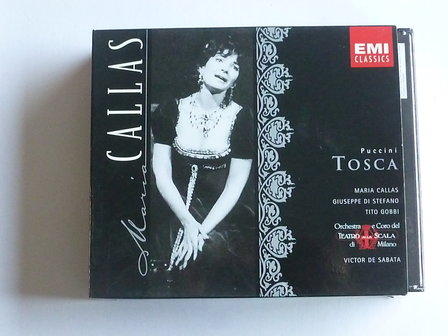 Maria CALLAS
EMI
CLASSICS
Puccini
TOSCA
MARIA CALLAS
GIUSEPPE DI STEFANO
TITO GOBBI
Orchestra e Coro del
TEATRO ALLA SCALA
di Milano
VICTOR DE SABATA